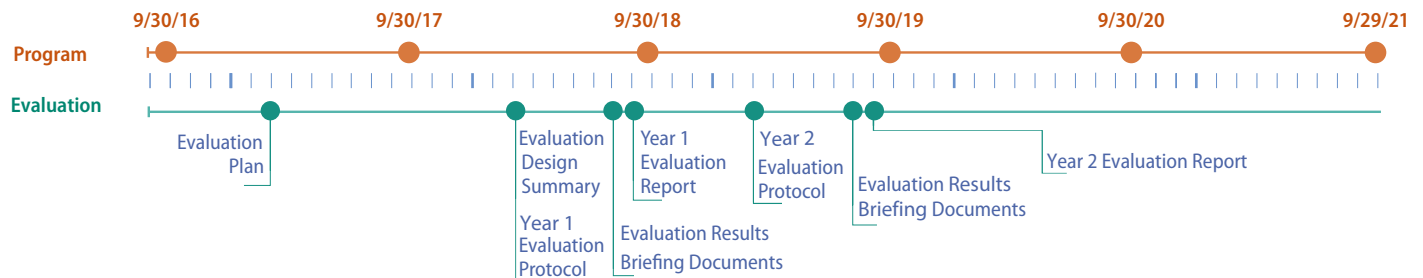 9/30/16
9/30/17
9/30/18
9/30/19
9/30/20
9/29/21
Program
Evaluation
Evaluation
Plan
Evaluation
Design
Summary
Year 1
Evaluation
Protocol
Year 1
Evaluation
Report
Evaluation Results
Briefing Documents
Year 2
Evaluation
Protocol
Evaluation Results
Briefing Documents
Year 2 Evaluation Report